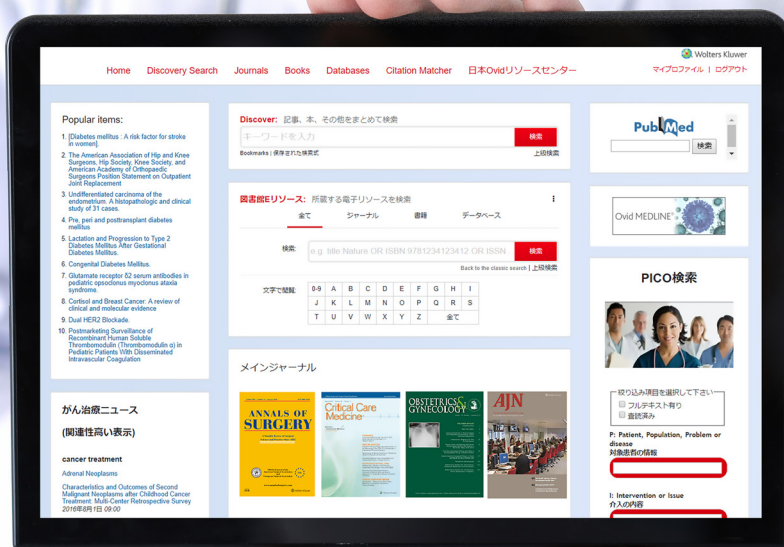 Wolters Kluwer
マイプロファイル | ログアウト
Home Discovery Search Journals Books Databases Citation Matcher 日本Ovidリソースセンター
Popular items:
1. [Diabetes mellitus : A risk factor for stroke
in women].
2. The American Association of Hip and Knee
Surgeons, Hip Society, Knee Society, and
American Academy of Orthopaedic
Surgeons Position Statement on Outpatient
Joint Replacement
3. Undifferentiated carcinoma of the
endometrium. A histopathologic and clinical
study of 31 cases.
4. Pre, peri and posttransplant diabetes
mellitus
5. Lactation and Progression to Type 2
Diabetes Mellitus After Gestational
Diabetes Mellitus.
6. Congenital Diabetes Mellitus.
7. Glutamate receptor δ2 serum antibodies in
pediatric opsoclonus myoclonus ataxia
syndrome.
8. Cortisol and Breast Cancer: A review of
clinical and molecular evidence
9. Dual HER2 Blockade.
10. Postmarketing Surveillance of
Recombinant Human Soluble
Thrombomodulin (Thrombomodulin α) in
Pediatric Patients With Disseminated
Intravascular Coagulation
がん治療ニュース
(関連性高い表示)
cancer treatment
Adrenal Neoplasms
Characteristics and Outcomes of Second
Malignant Neoplasms after Childhood Cancer
Treatment: Multi-Center Retrospective Survey
2016年8月1日 09:00
Discover: 記事、本、その他をまとめて検索
キーワードを入力 検索
Bookmarks | 保存された検索式 上級検索
図書館Eリソース: 所蔵する電子リソースを検索
全て ジャーナル 書籍 データベース
検索: e.g. title Nature OR ISBN 9781234123412 OR ISSN 検索
Back to the classic search | 上級検索
文字で閲覧: 0-9 A B C D E F G H I
J K L M N O P Q R S
T U V W X Y Z 全て
メインジャーナル
ANNALS OF
SURGERY
Critical Care
Medicine
OBSTETRICS&
GYNECOLOGY
AJN
PubMed
検索
Ovid MEDLINE®
PICO検索
絞り込み項目を選択して下さい
フルテキスト有り
査読済み
P: Patient, Population, Problem or
disease
対象患者の情報
I: Intervention or Issue
介入の内容